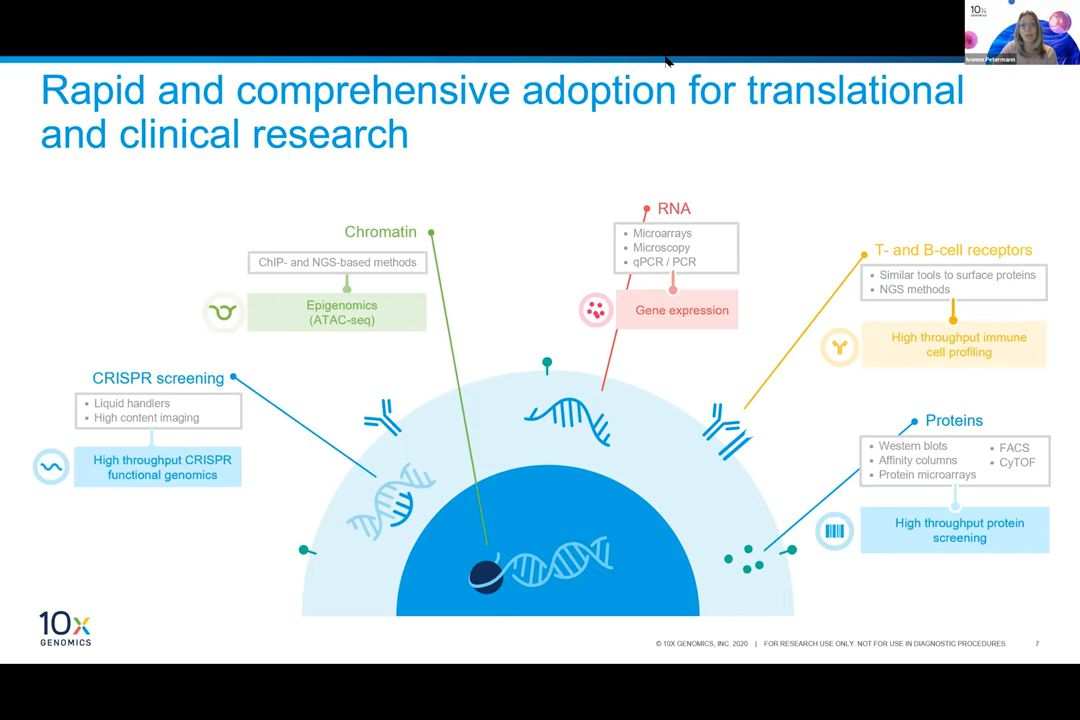 10x
GENOMICS
Ivonne Petermann
Rapid and comprehensive adoption for translational
and clinical research
RNA
• Microarrays
• Microscopy
• qPCR / PCR
Gene expression
Chromatin
ChIP- and NGS-based methods
Epigenomics
(ATAC-seq)
T- and B-cell receptors
• Similar tools to surface proteins
• NGS methods
High throughput immune
cell profiling
CRISPR screening
• Liquid handlers
• High content imaging
High throughput CRISPR
functional genomics
Proteins
• Western blots
• Affinity columns
• Protein microarrays
• FACS
• CyTOF
High throughput protein
screening
10x
GENOMICS
© 10X GENOMICS, INC. 2020 | FOR RESEARCH USE ONLY. NOT FOR USE IN DIAGNOSTIC PROCEDURES. 7